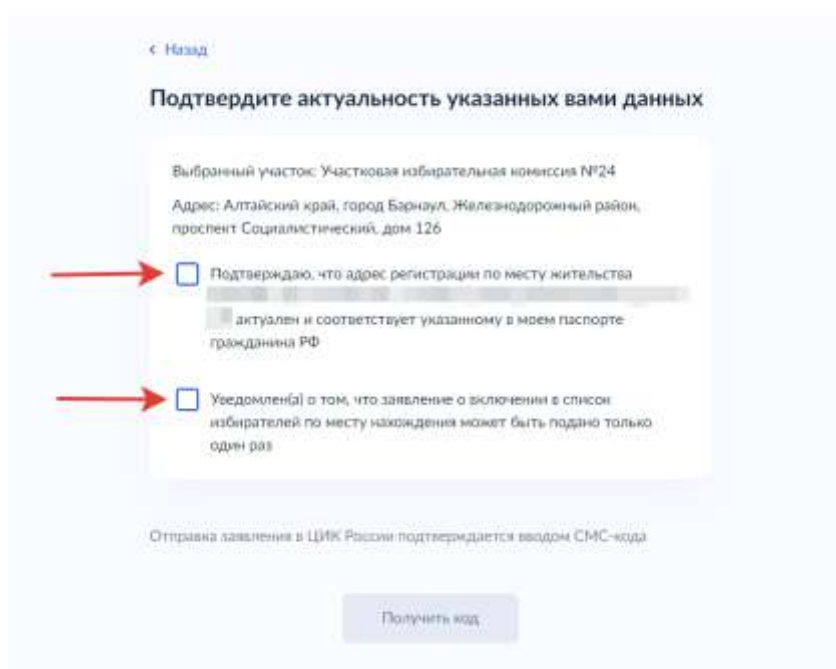 Назад
Подтвердите актуальность указанных вами данных
Выбранный участок: Участковая избирательная комиссия №24
Адрес: Алтайский край, город Барнаул, Железнодорожный район,
проспект Социалистический, дом 126
Подтверждаю, что адрес регистрации по месту жительства
актуален и соответствует указанному в моем паспорте
гражданина РФ
Уведомлен(а) о том, что заявление о включении в список
избирателей по месту нахождения может быть подано только
один раз
Отправка заявления в ЦИК России подтверждается вводом СМС-кода
Получить код